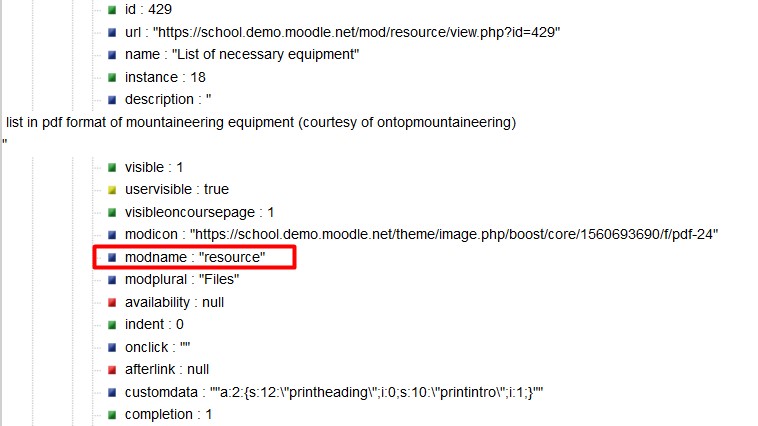 id : 429
url : "https://school.demo.moodle.net/mod/resource/view.php?id=429"
name : "List of necessary equipment"
instance : 18
description : "
list in pdf format of mountaineering equipment (courtesy of ontopmountaineering)
"
visible : 1
uservisible : true
visibleoncoursepage : 1
modicon : "https://school.demo.moodle.net/theme/image.php/boost/core/1560693690/f/pdf-24"
modname : "resource"
modplural : "Files"
availability : null
indent : 0
onclick : ""
afterlink : null
customdata : ""a:2:{s:12:\"printheading\";i:0;s:10:\"printintro\";i:1;}""
completion : 1